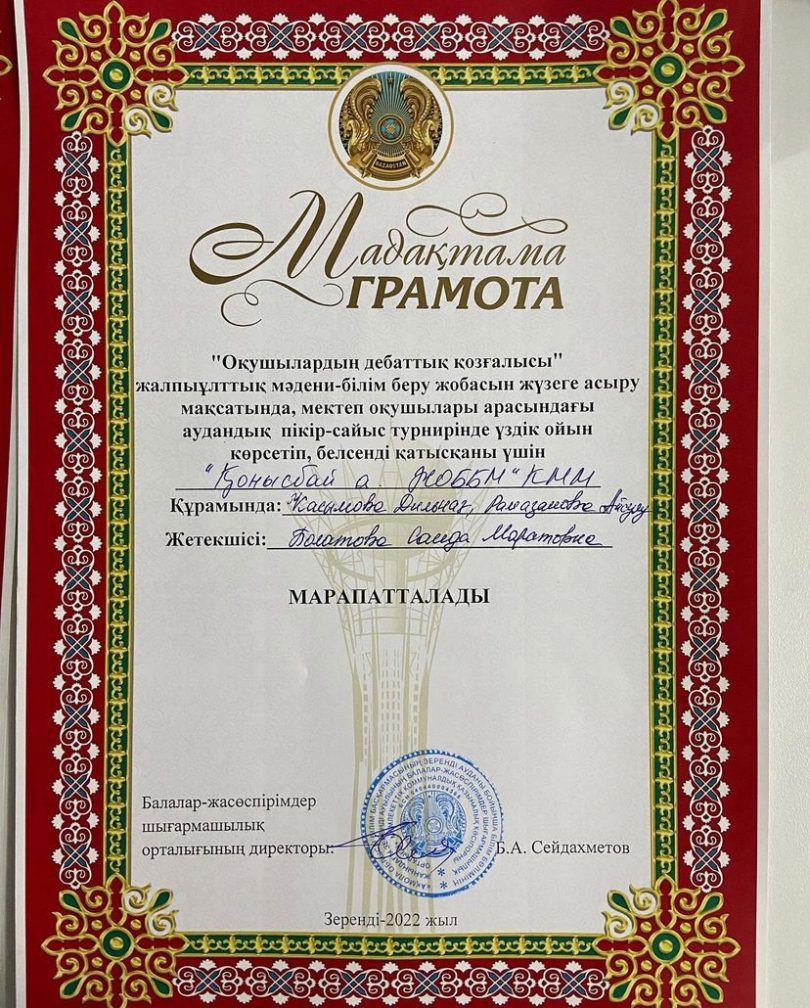 QAZAQSTAN
Мадақтама
ГРАМОТА
"Оқушылардың дебаттық қозғалысы"
жалпыұлттық мәдени-білім беру жобасын жүзеге асыру
мақсатында, мектеп оқушылары арасындағы
аудандық пікір-сайыс турнирінде үздік ойын
көрсетіп, белсенді қатысқаны үшін
"Қонысбай а. ЖОББМ" КММ
Құрамында: Касымова Дильназ, Рамазанова
Жетекшісі: Болатова Саида Маратовна
МАРАПАТТАЛАДЫ
Балалар-жасөспірімдер
шығармашылық
орталығының директоры:
Б.А. Сейдахметов
Зеренді-2022 жыл